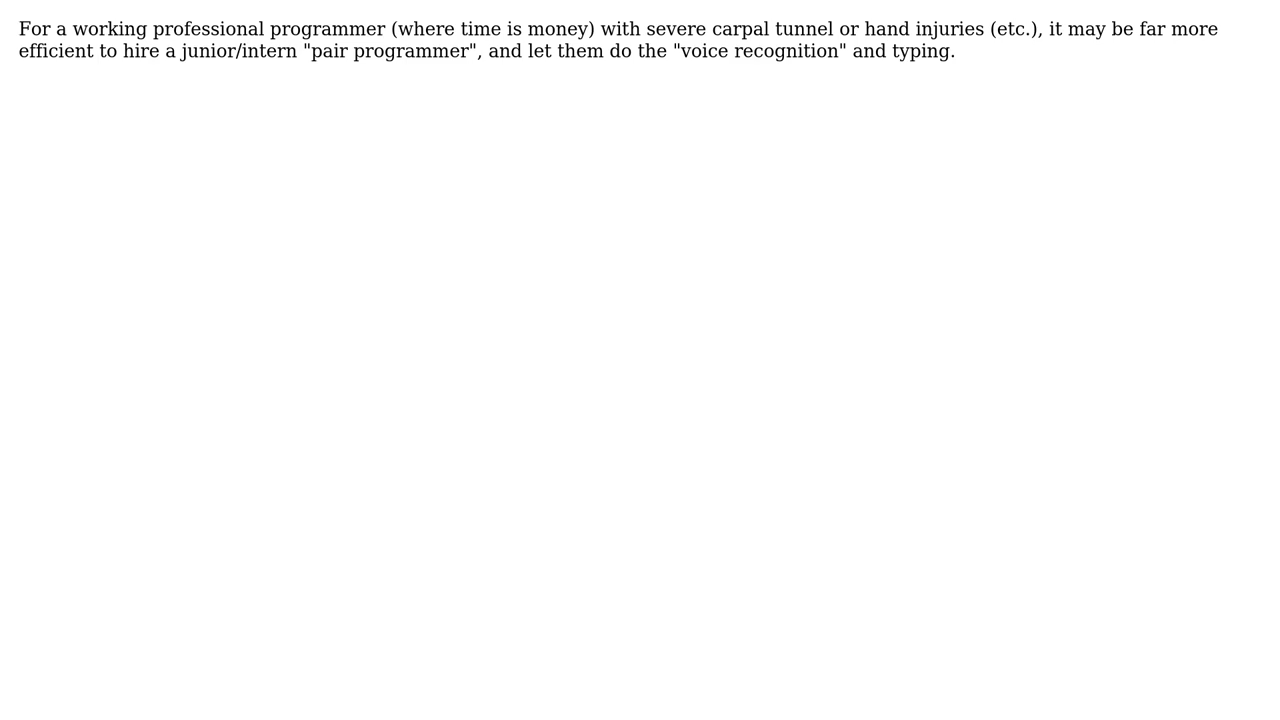 For a working professional programmer (where time is money) with severe carpal tunnel or hand injuries (etc.), it may be far more
efficient to hire a junior/intern "pair programmer", and let them do the "voice recognition" and typing.